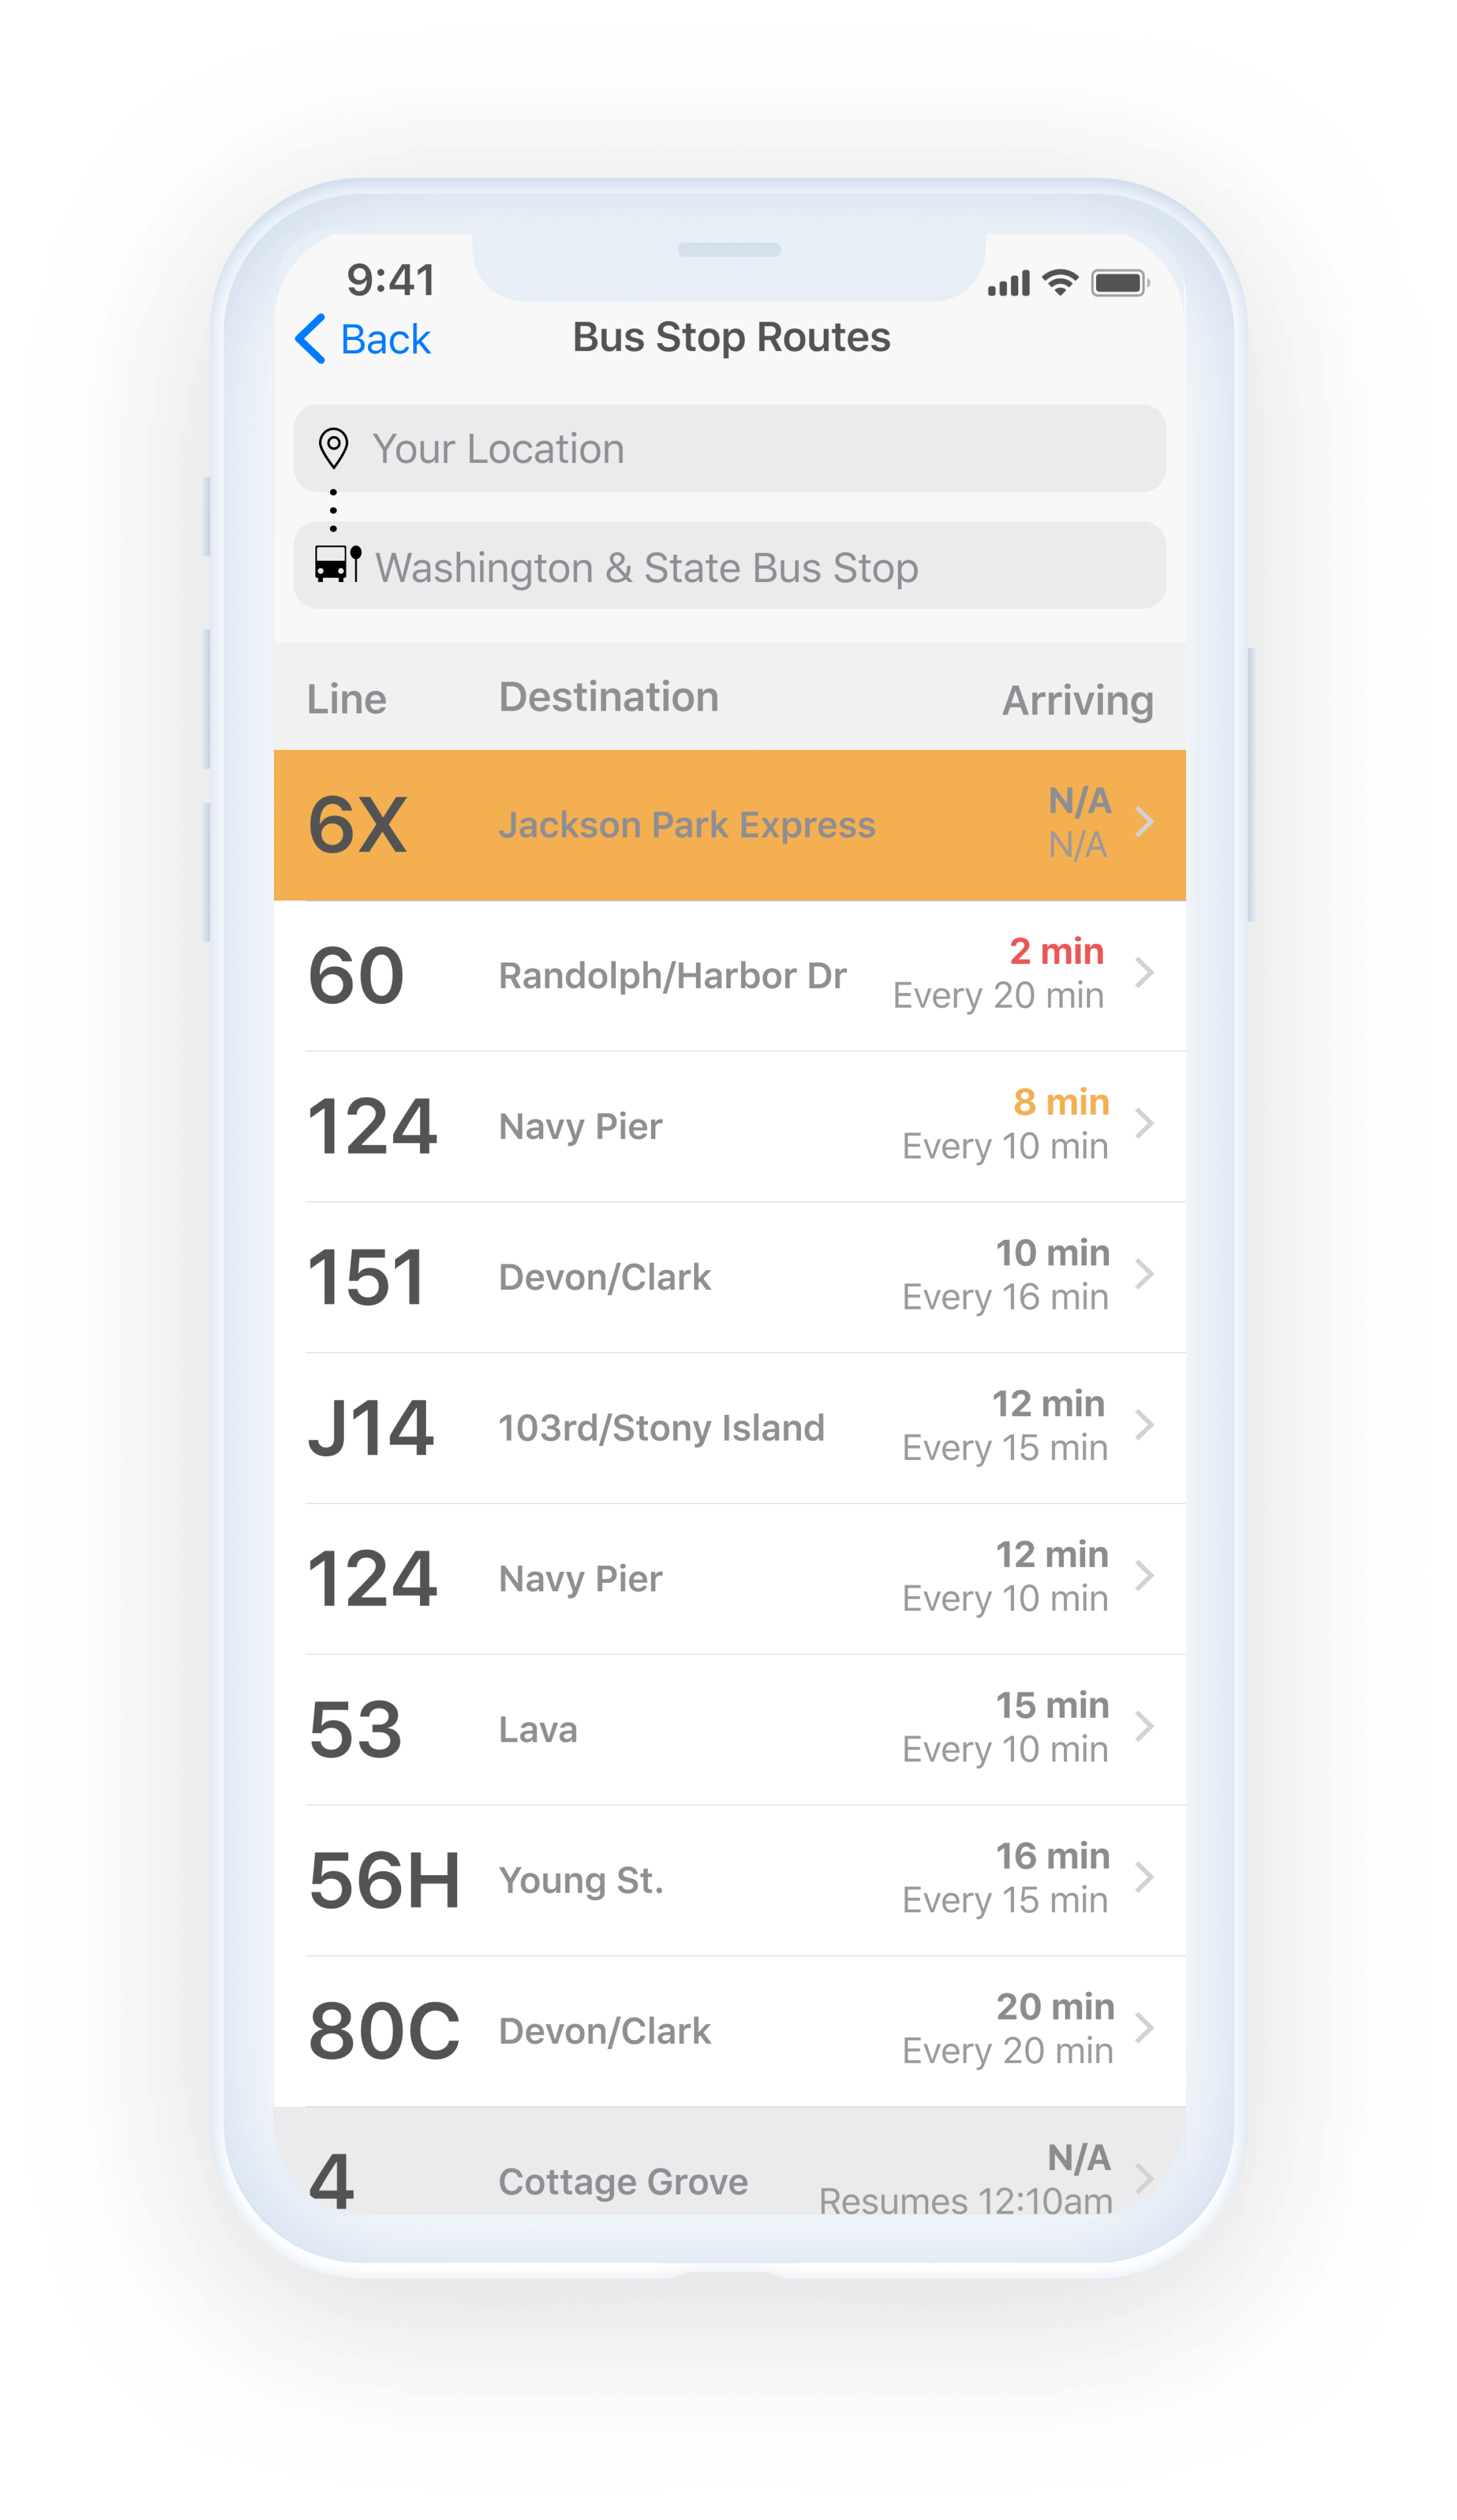 9:41
Back Bus Stop Routes
Your Location
Washington & State Bus Stop
Line Destination Arriving
6X Jackson Park Express N/A
N/A
60 Randolph/Harbor Dr 2 min
Every 20 min
124 Navy Pier 8 min
Every 10 min
151 Devon/Clark 10 min
Every 16 min
J14 103rd/Stony Island 12 min
Every 15 min
124 Navy Pier 12 min
Every 10 min
53 Lava 15 min
Every 10 min
56H Young St. 16 min
Every 15 min
80C Devon/Clark 20 min
Every 20 min
4 Cottage Grove N/A
Resumes 12:10am